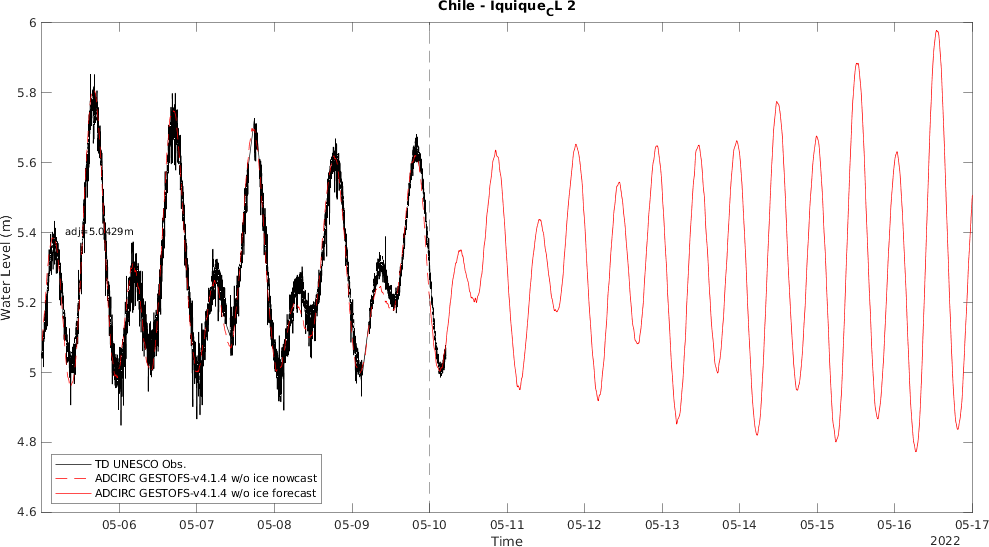 Chile - Iquique_CL 2
6
5.8
5.6
5.4
5.2
5
4.8
4.6
Water Level (m)
adj=5.0429m
TD UNESCO Obs.
ADCIRC GESTOFS-v4.1.4 w/o ice nowcast
ADCIRC GESTOFS-v4.1.4 w/o ice forecast
05-06 05-07 05-08 05-09 05-10 05-11 05-12 05-13 05-14 05-15 05-16 05-17
Time
2022